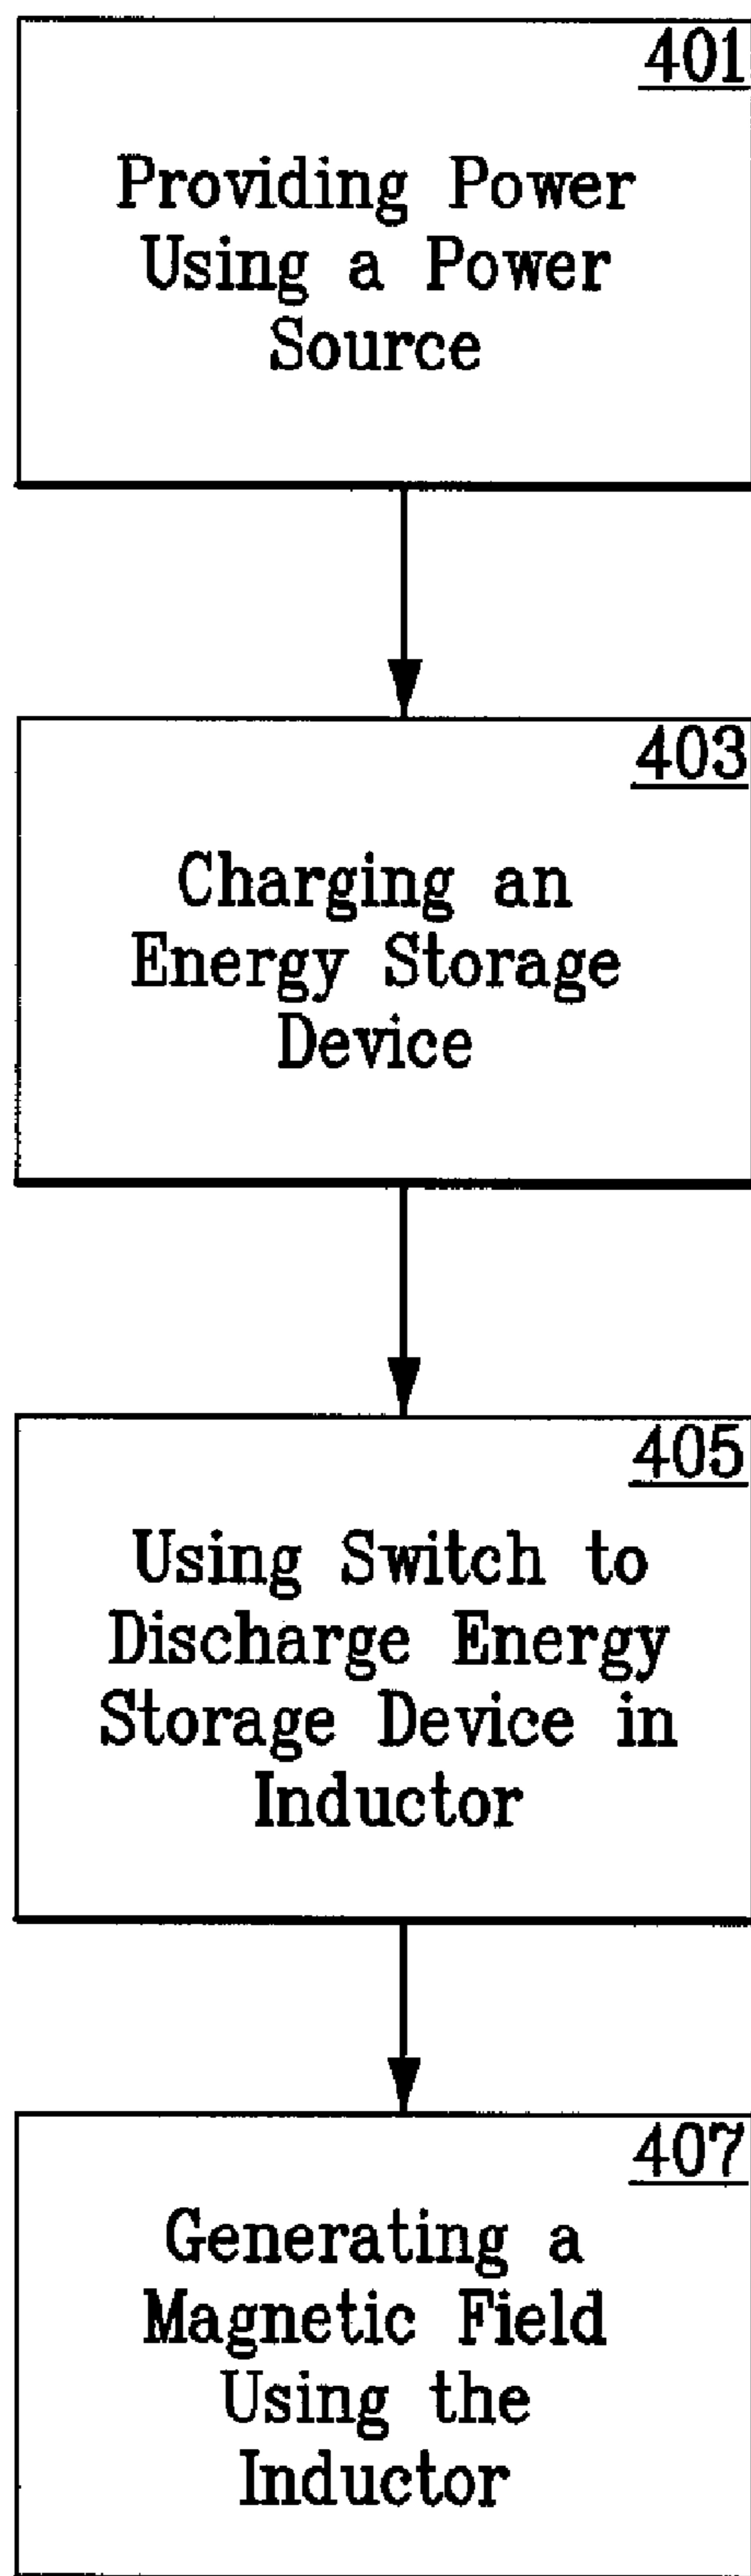 401
Providing Power
Using a Power
Source
403
Charging an
Energy Storage
Device
405
Using Switch to
Discharge Energy
Storage Device in
Inductor
407
Generating a
Magnetic Field
Using the
Inductor